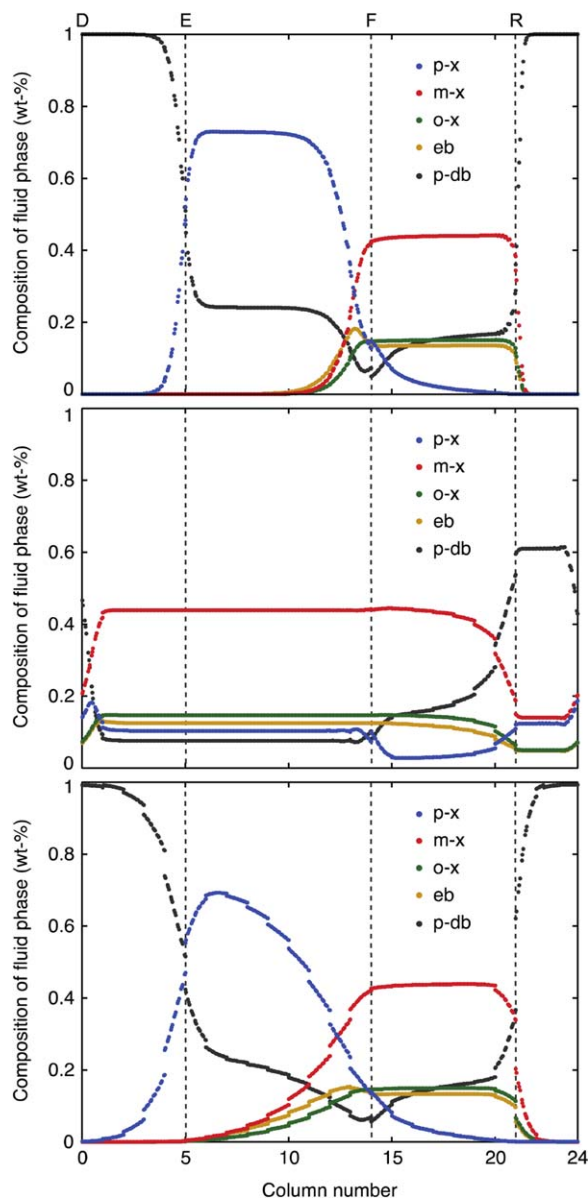 D E F R
Composition of fluid phase (wt-%)
1
0.8
0.6
0.4
0.2
0
p-x
m-x
o-x
eb
p-db
Composition of fluid phase (wt-%)
1
0.8
0.6
0.4
0.2
0
p-x
m-x
o-x
eb
p-db
Composition of fluid phase (wt-%)
1
0.8
0.6
0.4
0.2
0
p-x
m-x
o-x
eb
p-db
0 5 10 15 20 24
Column number